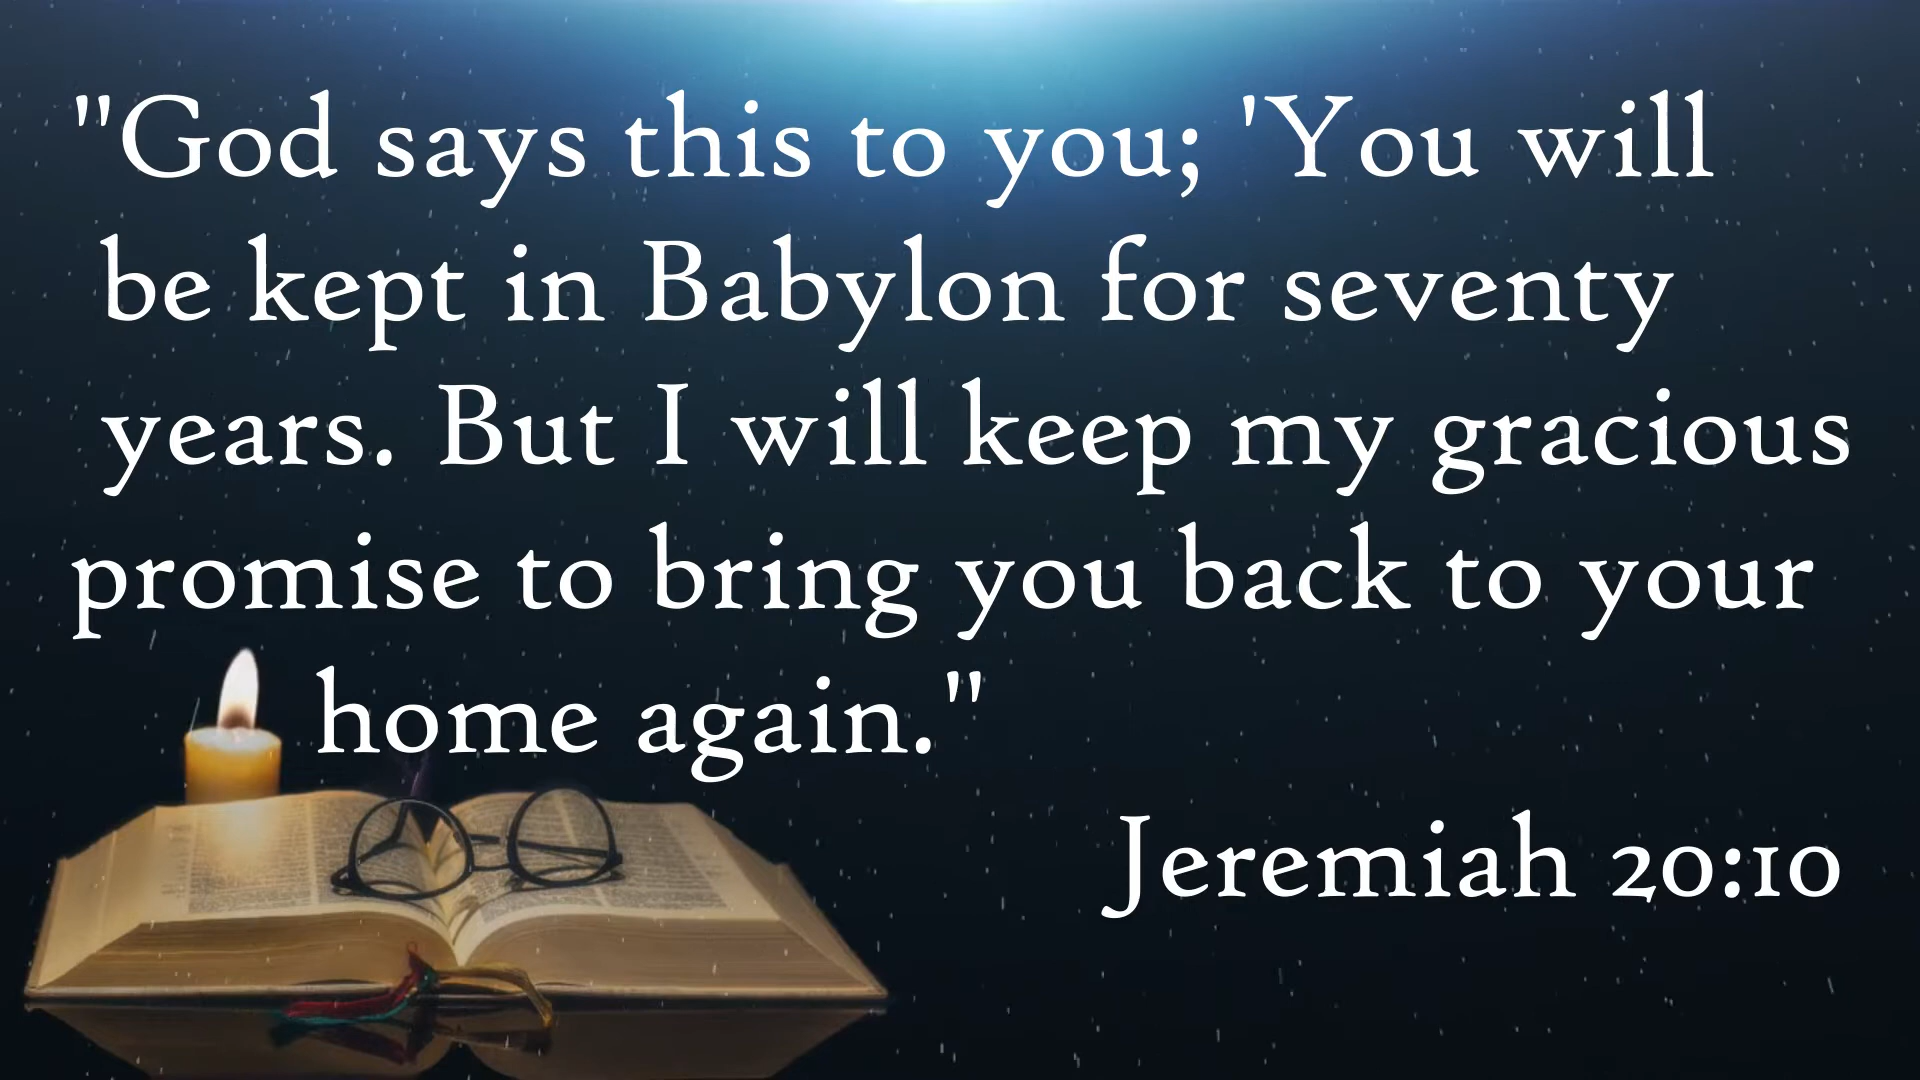 "God says this to you; 'You will
be kept in Babylon for seventy
years. But I will keep my gracious
promise to bring you back to your
home again."
Jeremiah 20:10